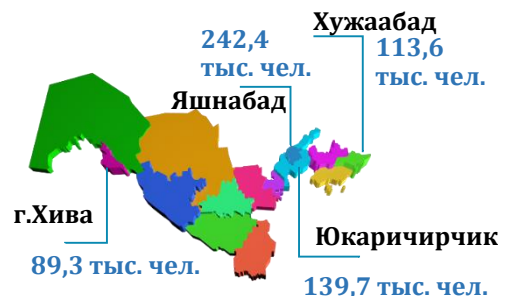 Хужаабад
113,6
тыс. чел.
242,4
тыс. чел.
Яшнабад
г.Хива
89,3 тыс. чел.
Юкаричирчик
139,7 тыс. чел.